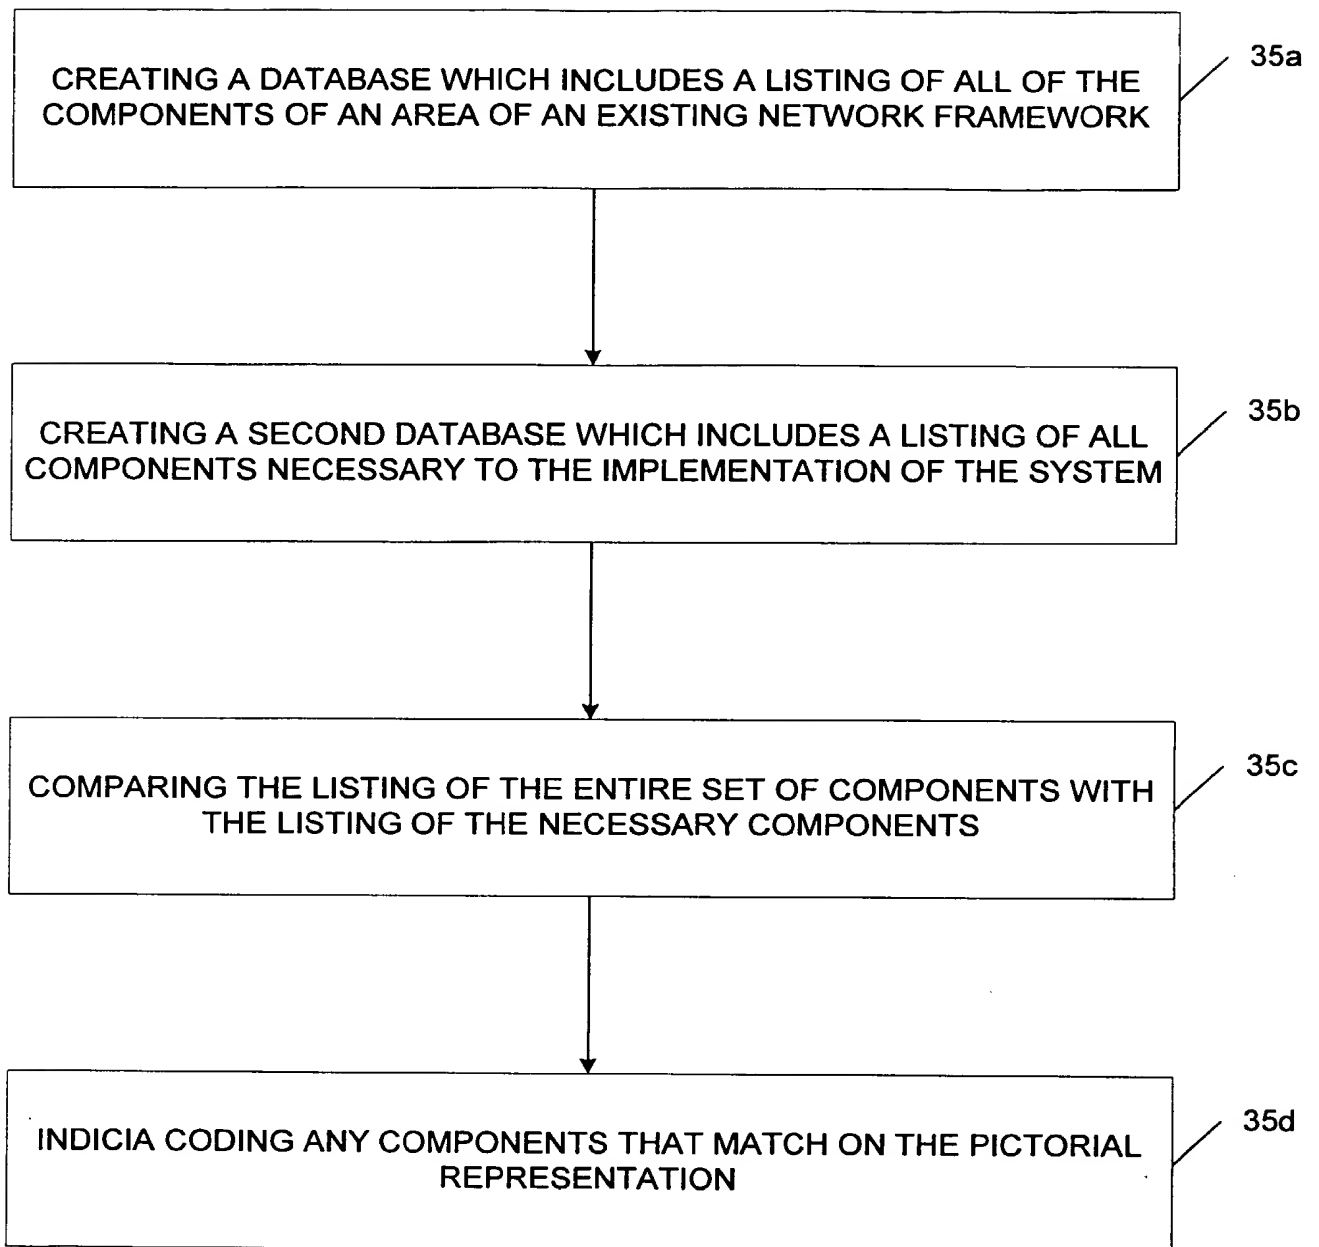 35a
CREATING A DATABASE WHICH INCLUDES A LISTING OF ALL OF THE
COMPONENTS OF AN AREA OF AN EXISTING NETWORK FRAMEWORK
35b
CREATING A SECOND DATABASE WHICH INCLUDES A LISTING OF ALL
COMPONENTS NECESSARY TO THE IMPLEMENTATION OF THE SYSTEM
35c
COMPARING THE LISTING OF THE ENTIRE SET OF COMPONENTS WITH
THE LISTING OF THE NECESSARY COMPONENTS
35d
INDICIA CODING ANY COMPONENTS THAT MATCH ON THE PICTORIAL
REPRESENTATION